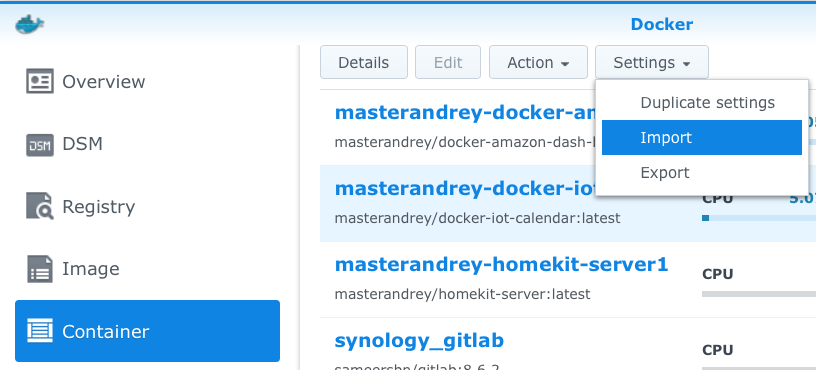 Docker
Overview
DSM
Registry
Image
Container
Details Edit Action Settings
Duplicate settings
Import
Export
masterandrey-docker-
masterandrey/docker-amazon-dash-
masterandrey-docker-
CPU 5.0
masterandrey/docker-iot-calendar:latest
masterandrey-homekit-server1
CPU
masterandrey/homekit-server:latest
synology_gitlab
CPU
sameersbn/gitlab:8.6.2